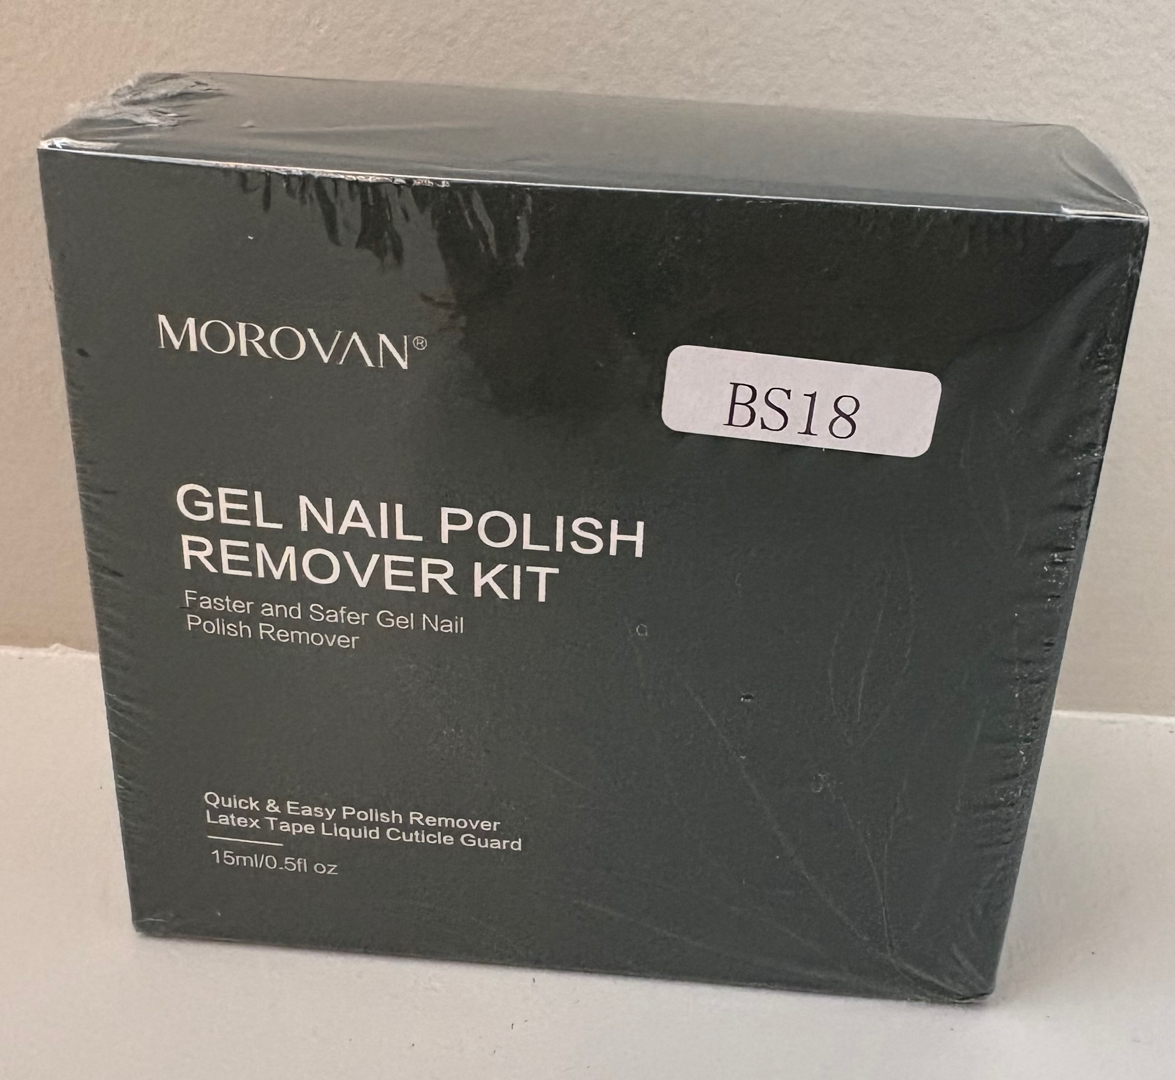 MOROVAN®
BS18
GEL NAIL POLISH
REMOVER KIT
Faster and Safer Gel Nail
Polish Remover
Quick & Easy Polish Remover
Latex Tape Liquid Cuticle Guard
15ml/0.5fl oz